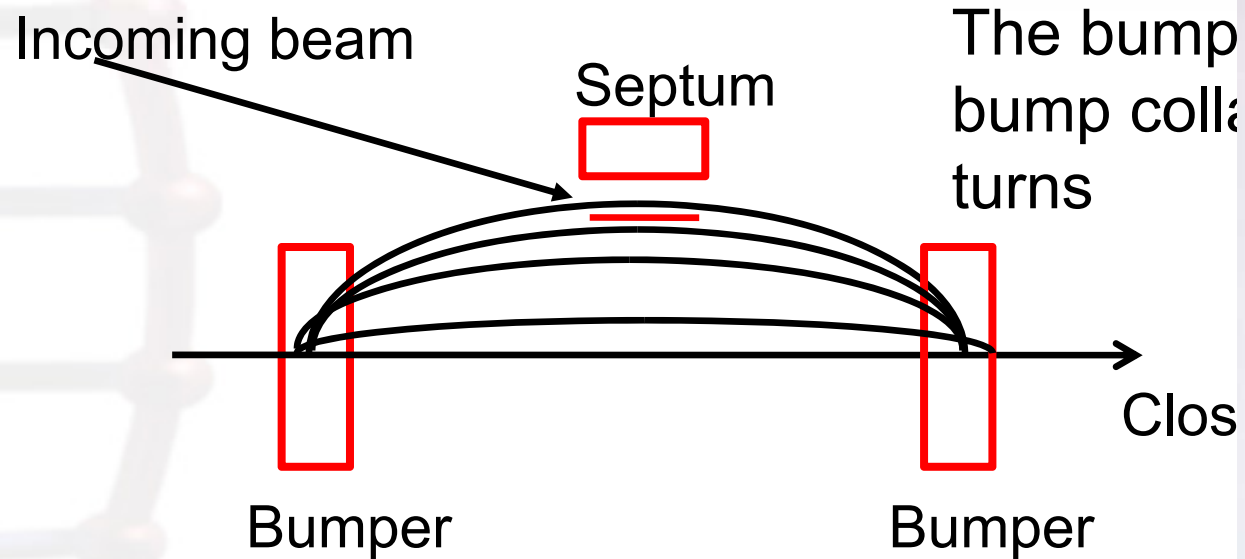 Incoming beam
Septum
The bump
bump colla
turns
Clos
Bumper
Bumper